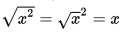 √x² = √x² = x